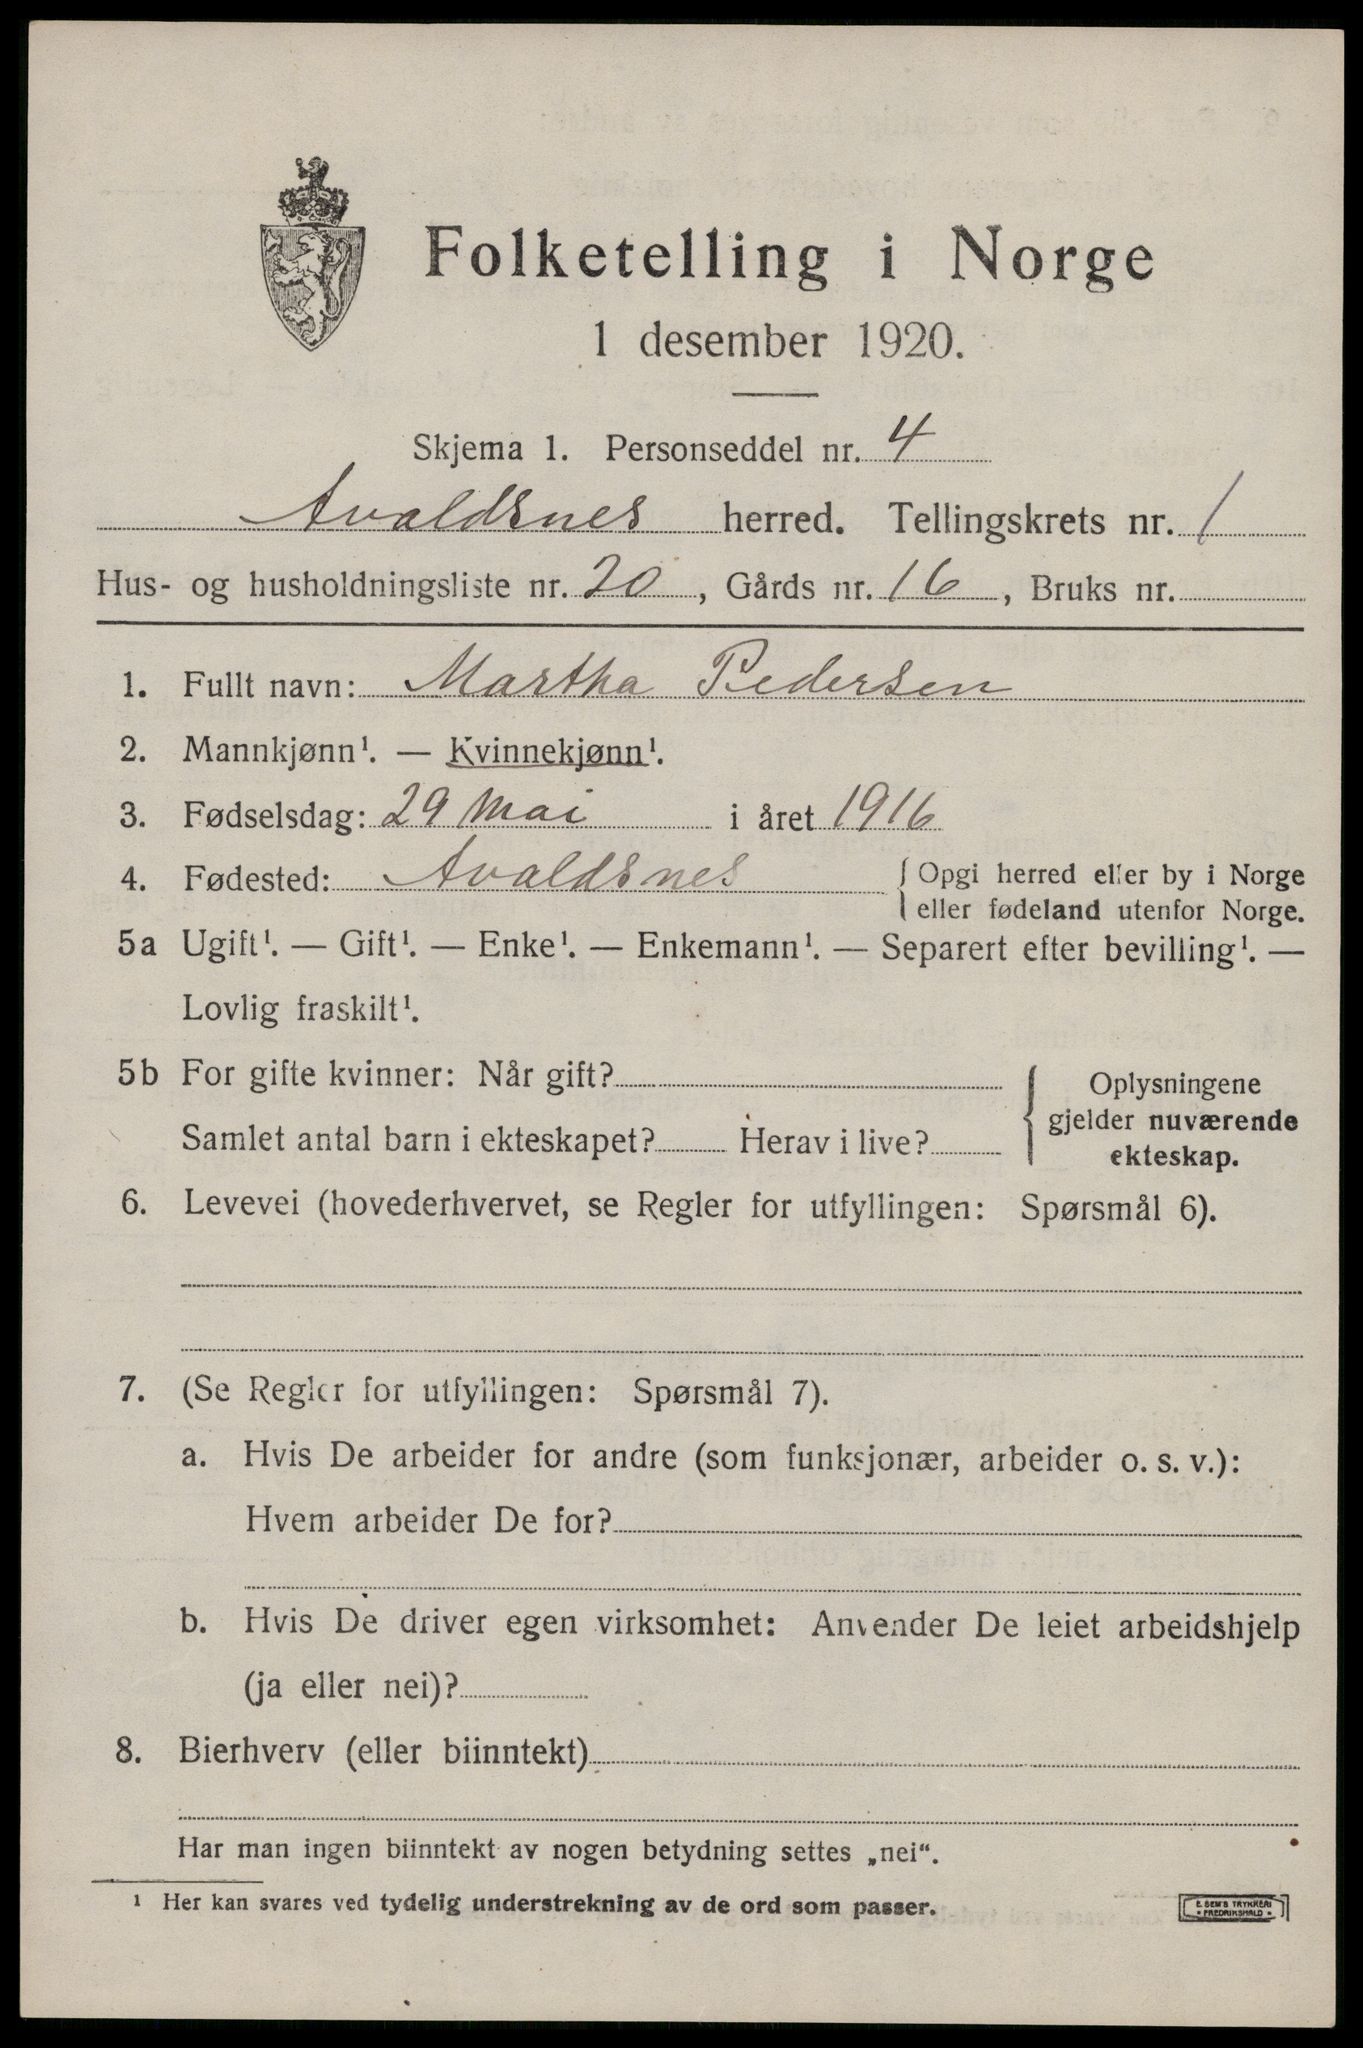 Folketelling i Norge
1 desember 1920.
Skjema 1. Personseddel nr. 4
Avaldsnes herred. Tellingskrets nr. 1
Hus- og husholdningsliste nr. 20, Gårds nr. 16, Bruks nr.
1. Fullt navn: Martha Pedersen
2. Mannkjønn¹. — Kvinnekjønn¹.
3. Fødselsdag: 29 Mai i året 1916
4. Fødested: Avaldsnes { Opgi herred eller by i Norge
eller fødeland utenfor Norge.
5a Ugift¹. — Gift¹. — Enke¹. — Enkemann¹. — Separert efter bevilling¹. —
Lovlig fraskilt¹.
5b For gifte kvinner: Når gift?
Samlet antal barn i ekteskapet? Herav i live?
{ Oplysningene
gjelder nuværende
ekteskap.
6. Levevei (hovederhvervet, se Regler for utfyllingen: Spørsmål 6).
7. (Se Regler for utfyllingen: Spørsmål 7).
a. Hvis De arbeider for andre (som funksjonær, arbeider o. s. v.):
Hvem arbeider De for?
b. Hvis De driver egen virksomhet: Anvender De leiet arbeidshjelp
(ja eller nei)?
8. Bierhverv (eller biinntekt)
Har man ingen biinntekt av nogen betydning settes „nei“.
¹ Her kan svares ved tydelig understrekning av de ord som passer.
E. SEM'S TRYKKERI
* FREDRIKSHALD *